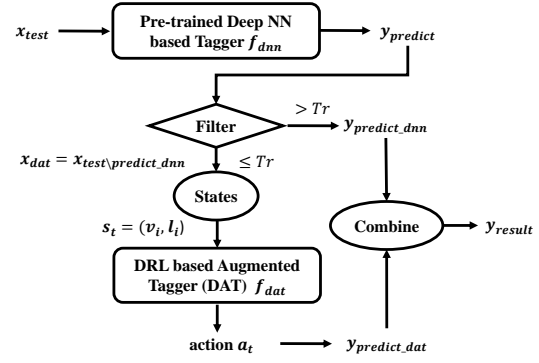 x_test
Pre-trained Deep NN
based Tagger f_dnn
y_predict
Filter
> Tr
y_predict_dnn
x_dat = x_test\predict_dnn
≤ Tr
States
s_t = (v_i, l_i)
Combine
y_result
DRL based Augmented
Tagger (DAT) f_dat
action a_t
y_predict_dat